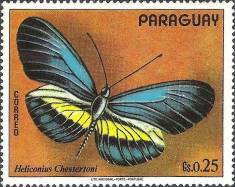 PARAGUAY
CORREO
Heliconius Chestertoni
Gs.0.25